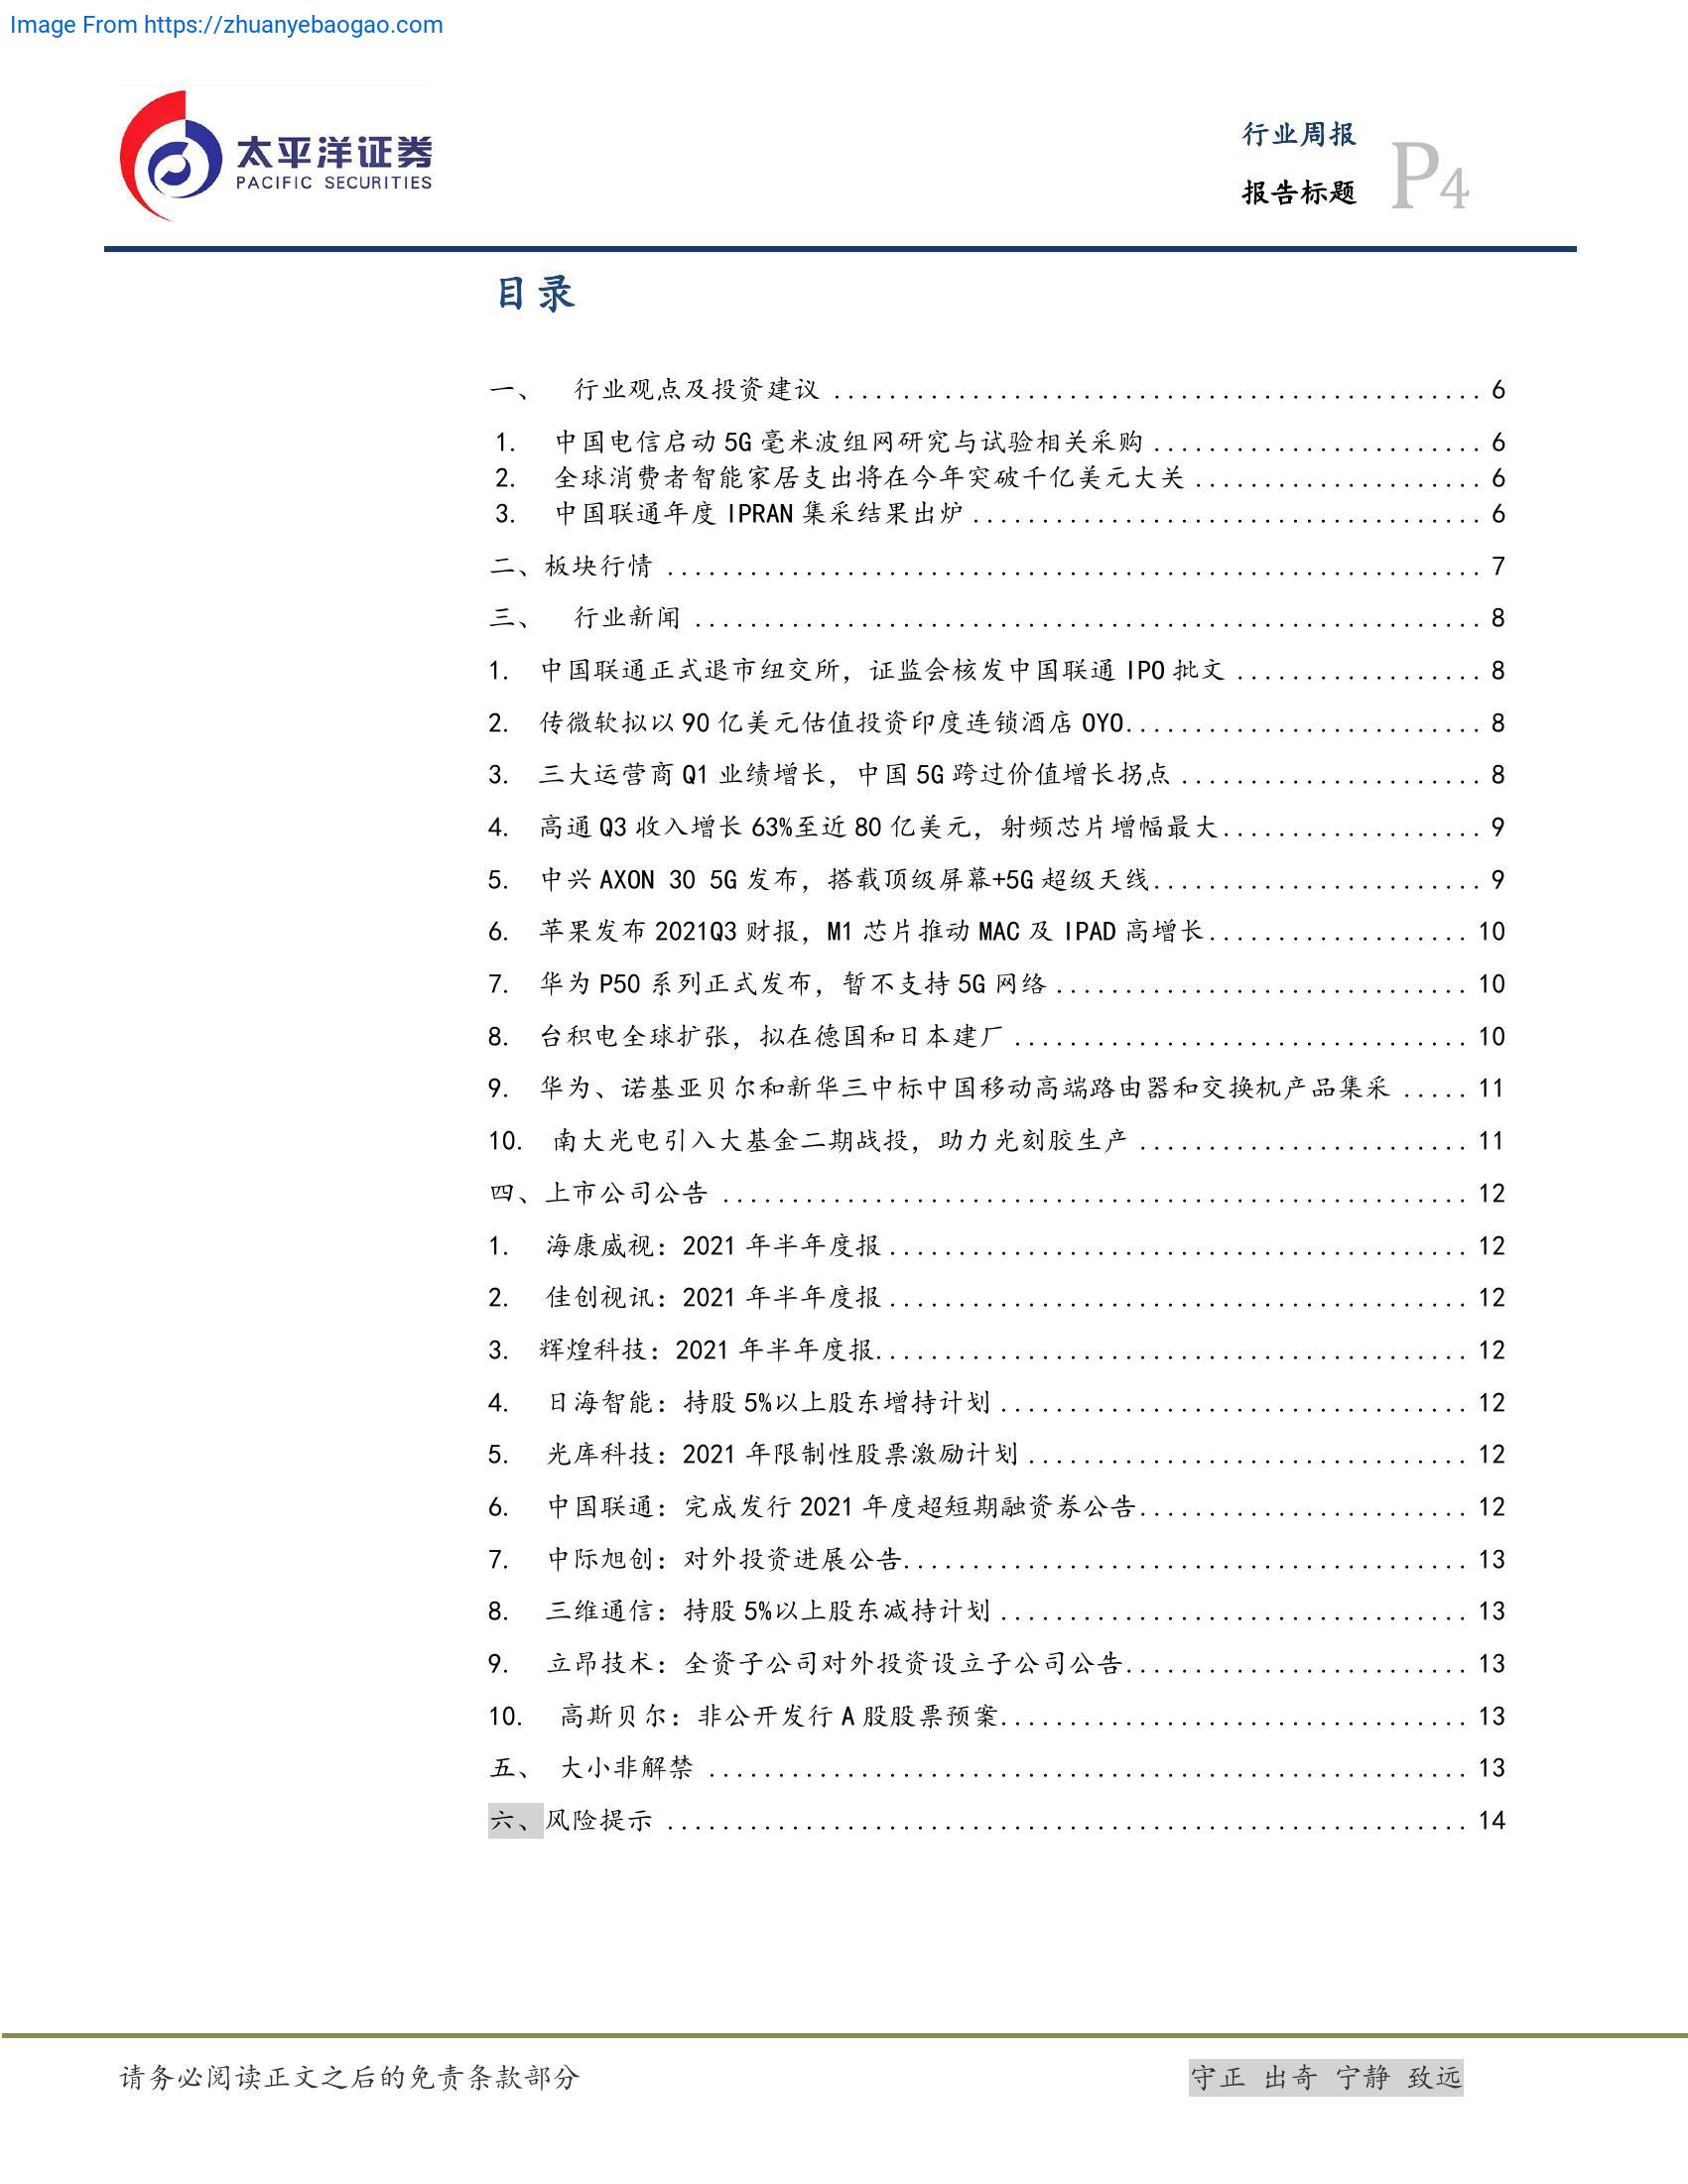 Image From https://zhuanyebaogao.com
太平洋证券
PACIFIC SECURITIES
行业周报
报告标题
P4
目录
一、 行业观点及投资建议 ............................................... 6
1. 中国电信启动 5G 毫米波组网研究与试验相关采购 ........................ 6
2. 全球消费者智能家居支出将在今年突破千亿美元大关 ..................... 6
3. 中国联通年度 IPRAN 集采结果出炉 ..................................... 6
二、板块行情 ........................................................... 7
三、 行业新闻 ......................................................... 8
1. 中国联通正式退市纽交所，证监会核发中国联通 IPO 批文 .................. 8
2. 传微软拟以 90 亿美元估值投资印度连锁酒店 OYO.......................... 8
3. 三大运营商 Q1 业绩增长，中国 5G 跨过价值增长拐点 ...................... 8
4. 高通 Q3 收入增长 63%至近 80 亿美元，射频芯片增幅最大................... 9
5. 中兴 AXON 30 5G 发布，搭载顶级屏幕+5G 超级天线........................ 9
6. 苹果发布 2021Q3 财报，M1 芯片推动 MAC 及 IPAD 高增长................... 10
7. 华为 P50 系列正式发布，暂不支持 5G 网络 .............................. 10
8. 台积电全球扩张，拟在德国和日本建厂 ................................. 10
9. 华为、诺基亚贝尔和新华三中标中国移动高端路由器和交换机产品集采 ..... 11
10. 南大光电引入大基金二期战投，助力光刻胶生产 ........................ 11
四、上市公司公告 ...................................................... 12
1. 海康威视：2021 年半年度报 .......................................... 12
2. 佳创视讯：2021 年半年度报 .......................................... 12
3. 辉煌科技：2021 年半年度报........................................... 12
4. 日海智能：持股 5%以上股东增持计划 .................................. 12
5. 光库科技：2021 年限制性股票激励计划 ................................ 12
6. 中国联通：完成发行 2021 年度超短期融资券公告........................ 12
7. 中际旭创：对外投资进展公告......................................... 13
8. 三维通信：持股 5%以上股东减持计划 .................................. 13
9. 立昂技术：全资子公司对外投资设立子公司公告......................... 13
10. 高斯贝尔：非公开发行 A 股股票预案.................................. 13
五、 大小非解禁 ....................................................... 13
六、风险提示 .......................................................... 14
请务必阅读正文之后的免责条款部分
守正 出奇 宁静 致远